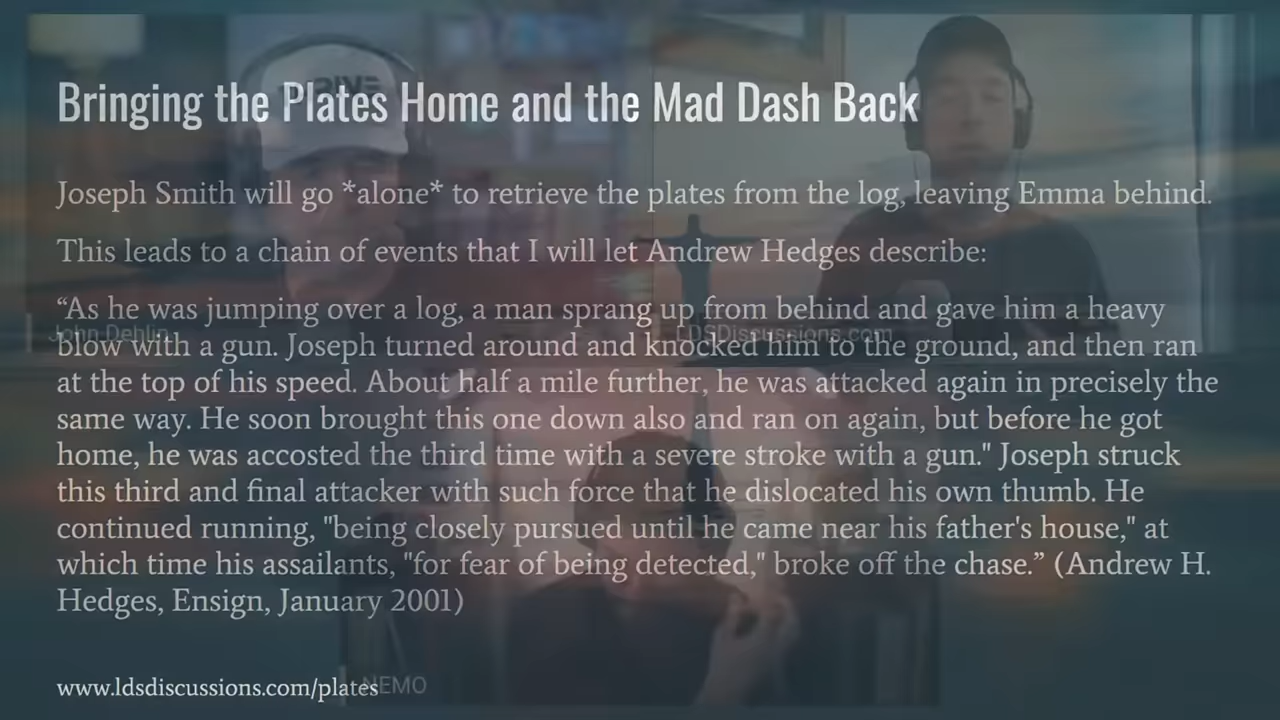 Bringing the Plates Home and the Mad Dash Back
Joseph Smith will go *alone* to retrieve the plates from the log, leaving Emma behind.
This leads to a chain of events that I will let Andrew Hedges describe:
“As he was jumping over a log, a man sprang up from behind and gave him a heavy
blow with a gun. Joseph turned around and knocked him to the ground, and then ran
at the top of his speed. About half a mile further, he was attacked again in precisely the
same way. He soon brought this one down also and ran on again, but before he got
home, he was accosted the third time with a severe stroke with a gun." Joseph struck
this third and final attacker with such force that he dislocated his own thumb. He
continued running, "being closely pursued until he came near his father's house," at
which time his assailants, "for fear of being detected," broke off the chase.” (Andrew H.
Hedges, Ensign, January 2001)
www.ldsdiscussions.com/plates
John Dehlin
LDSDiscussions.com
NEMO